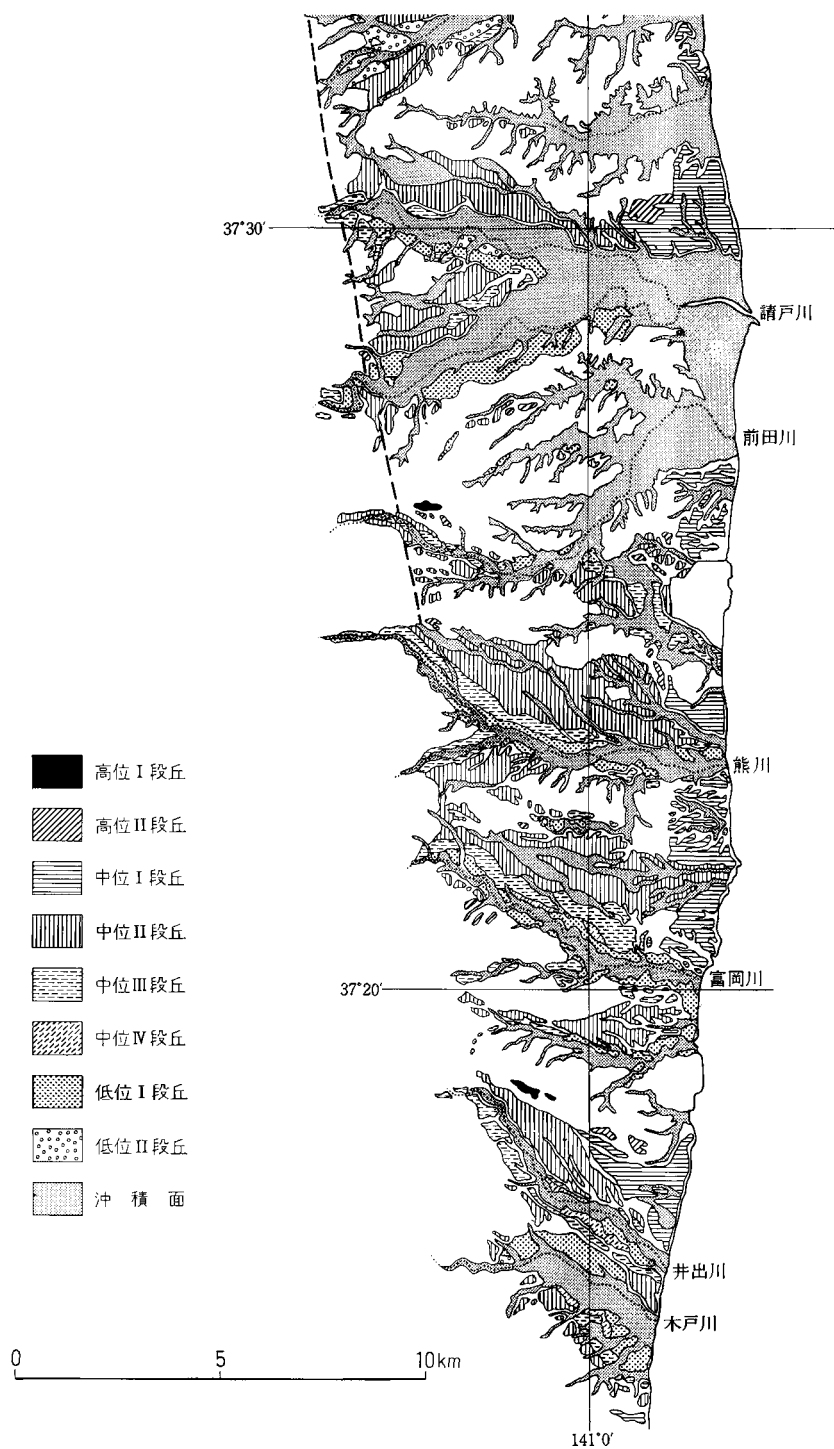 37°30′
請戸川
前田川
熊川
富岡川
37°20′
井出川
木戸川
141°0′
高位Ⅰ段丘
高位Ⅱ段丘
中位Ⅰ段丘
中位Ⅱ段丘
中位Ⅲ段丘
中位Ⅳ段丘
低位Ⅰ段丘
低位Ⅱ段丘
沖積面
0 5 10km